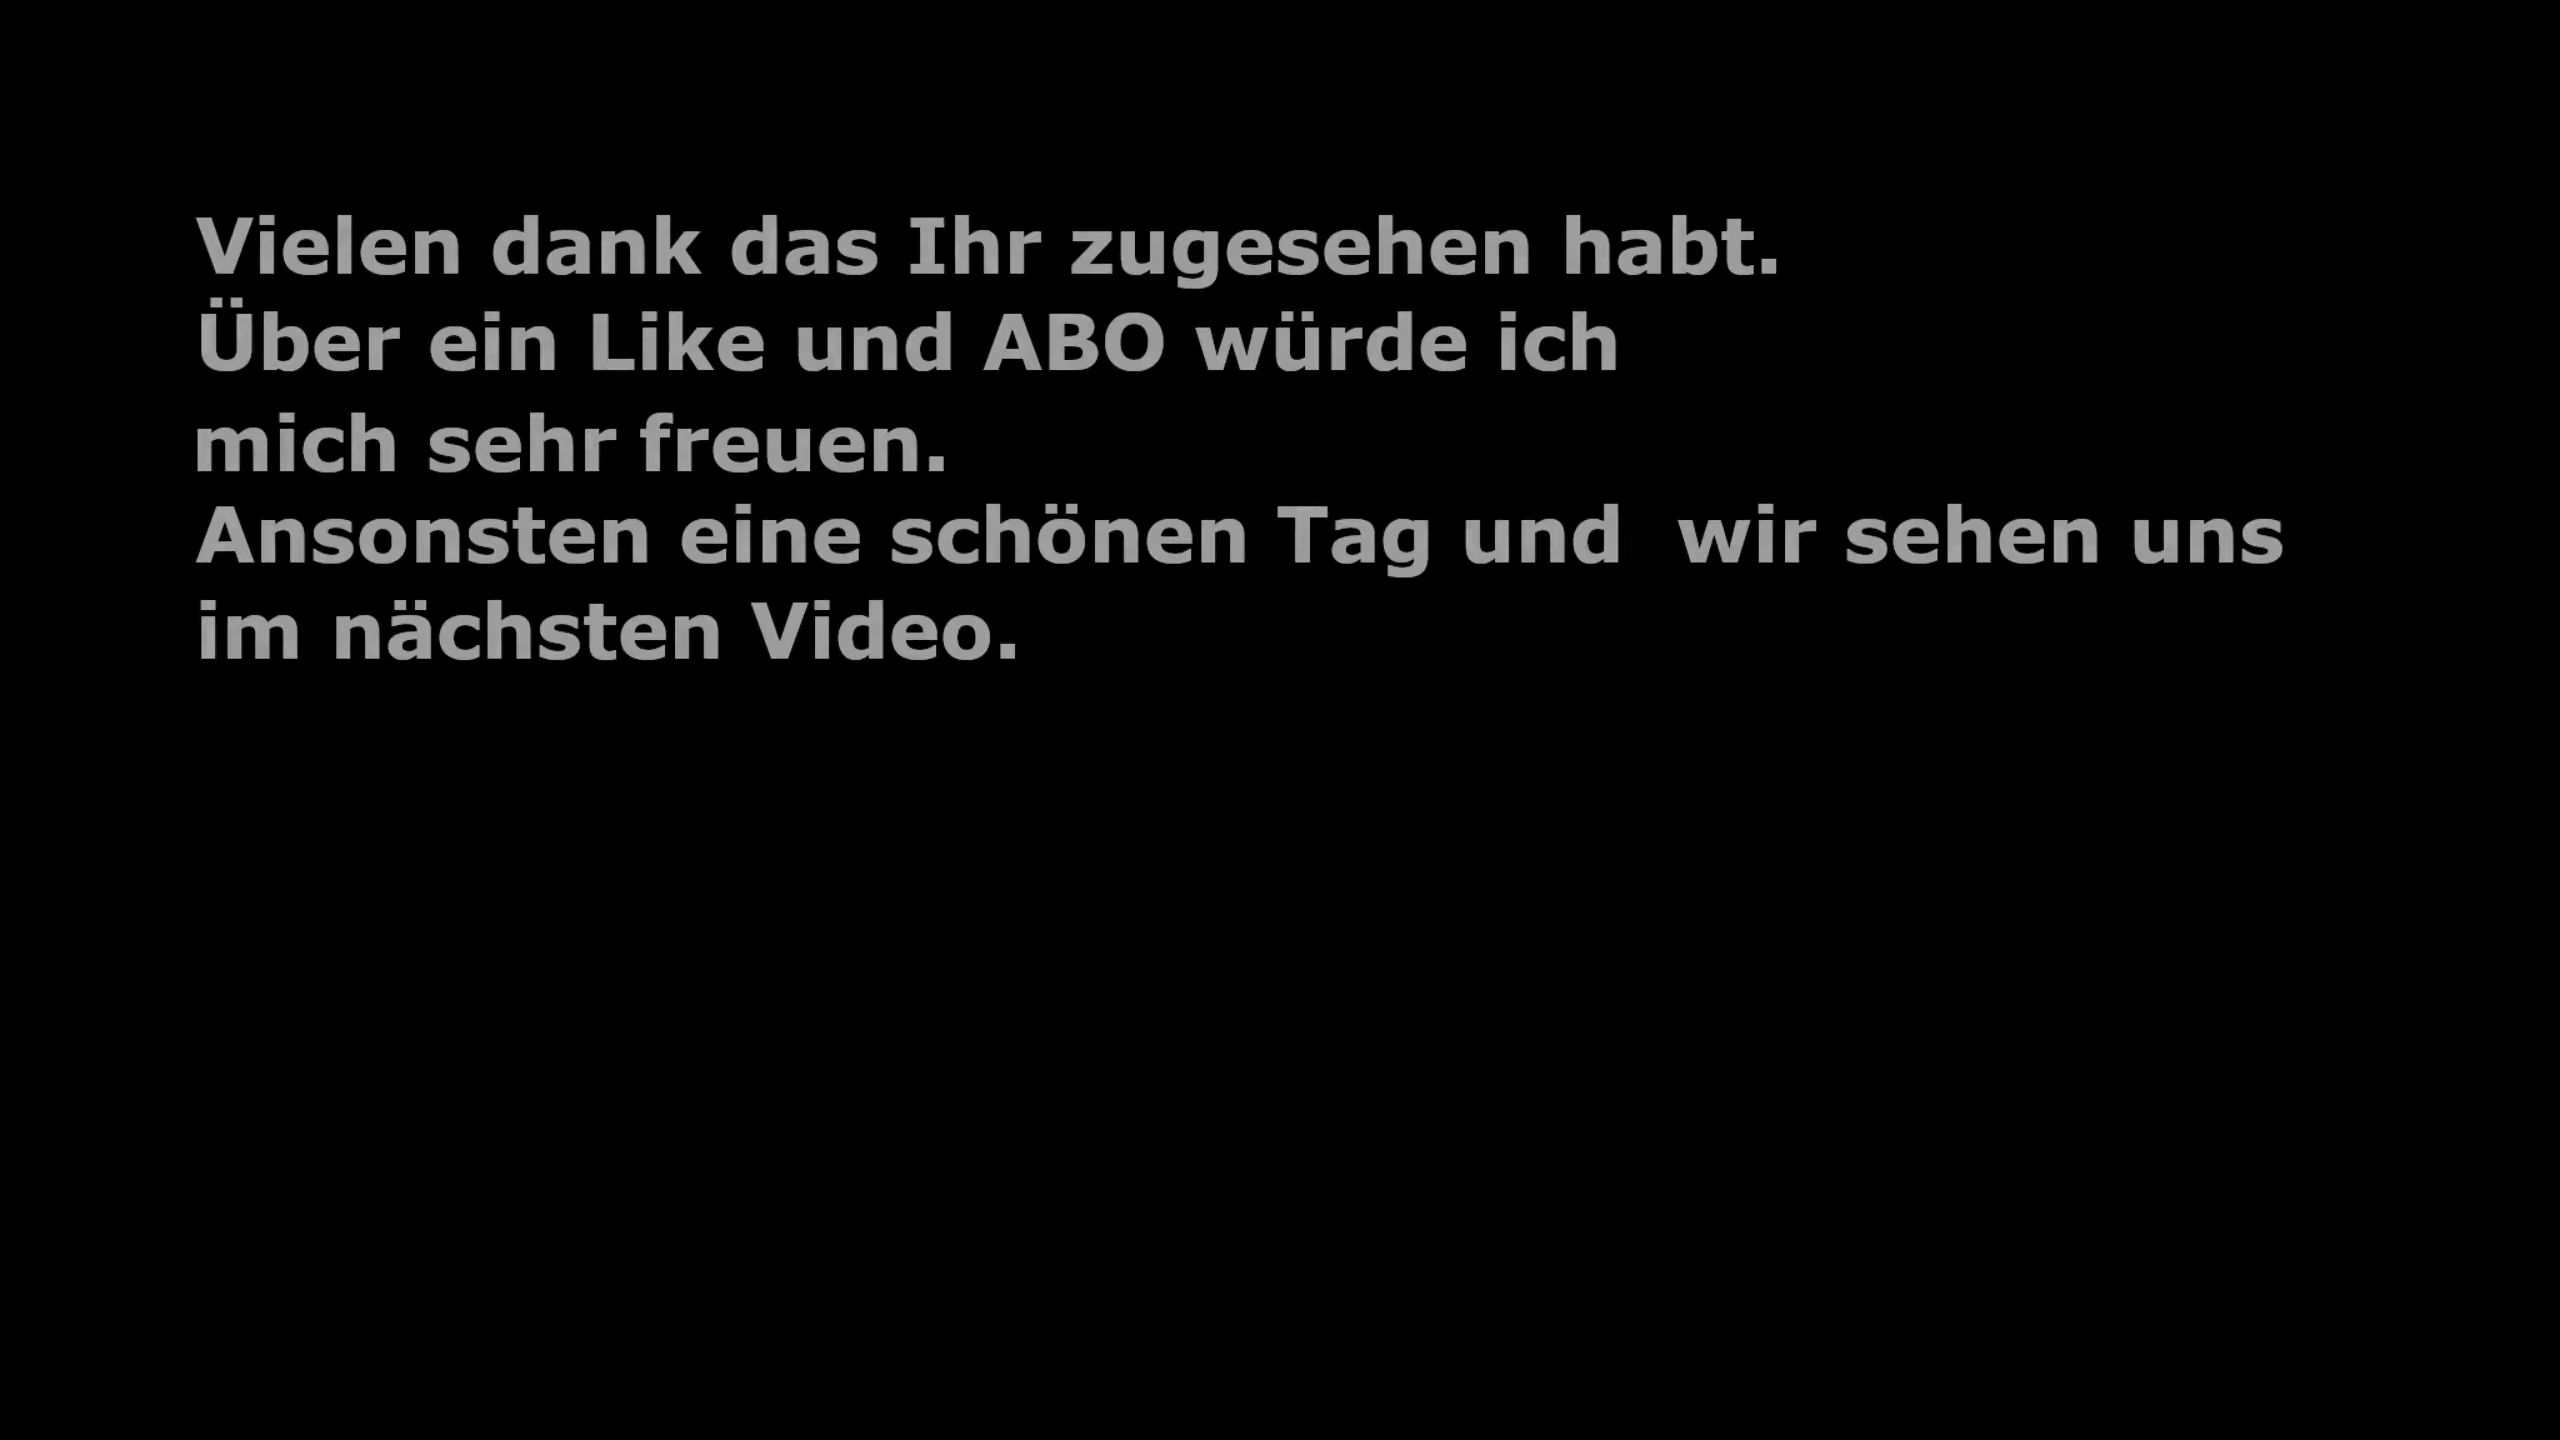 Vielen dank das Ihr zugesehen habt.
Über ein Like und ABO würde ich
mich sehr freuen.
Ansonsten eine schönen Tag und  wir sehen uns
im nächsten Video.